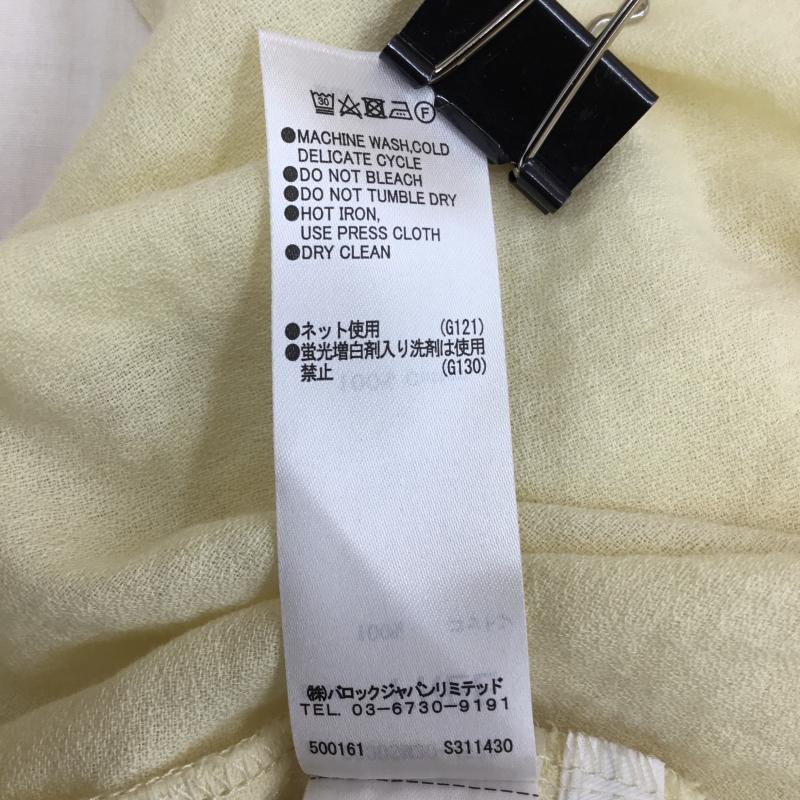 30 F
●MACHINE WASH,COLD
DELICATE CYCLE
●DO NOT BLEACH
●DO NOT TUMBLE DRY
●HOT IRON,
USE PRESS CLOTH
●DRY CLEAN
●ネット使用 (G121)
●蛍光増白剤入り洗剤は使用
禁止 (G130)
㈱バロックジャパンリミテッド
TEL. 03-6730-9191
500161 S311430